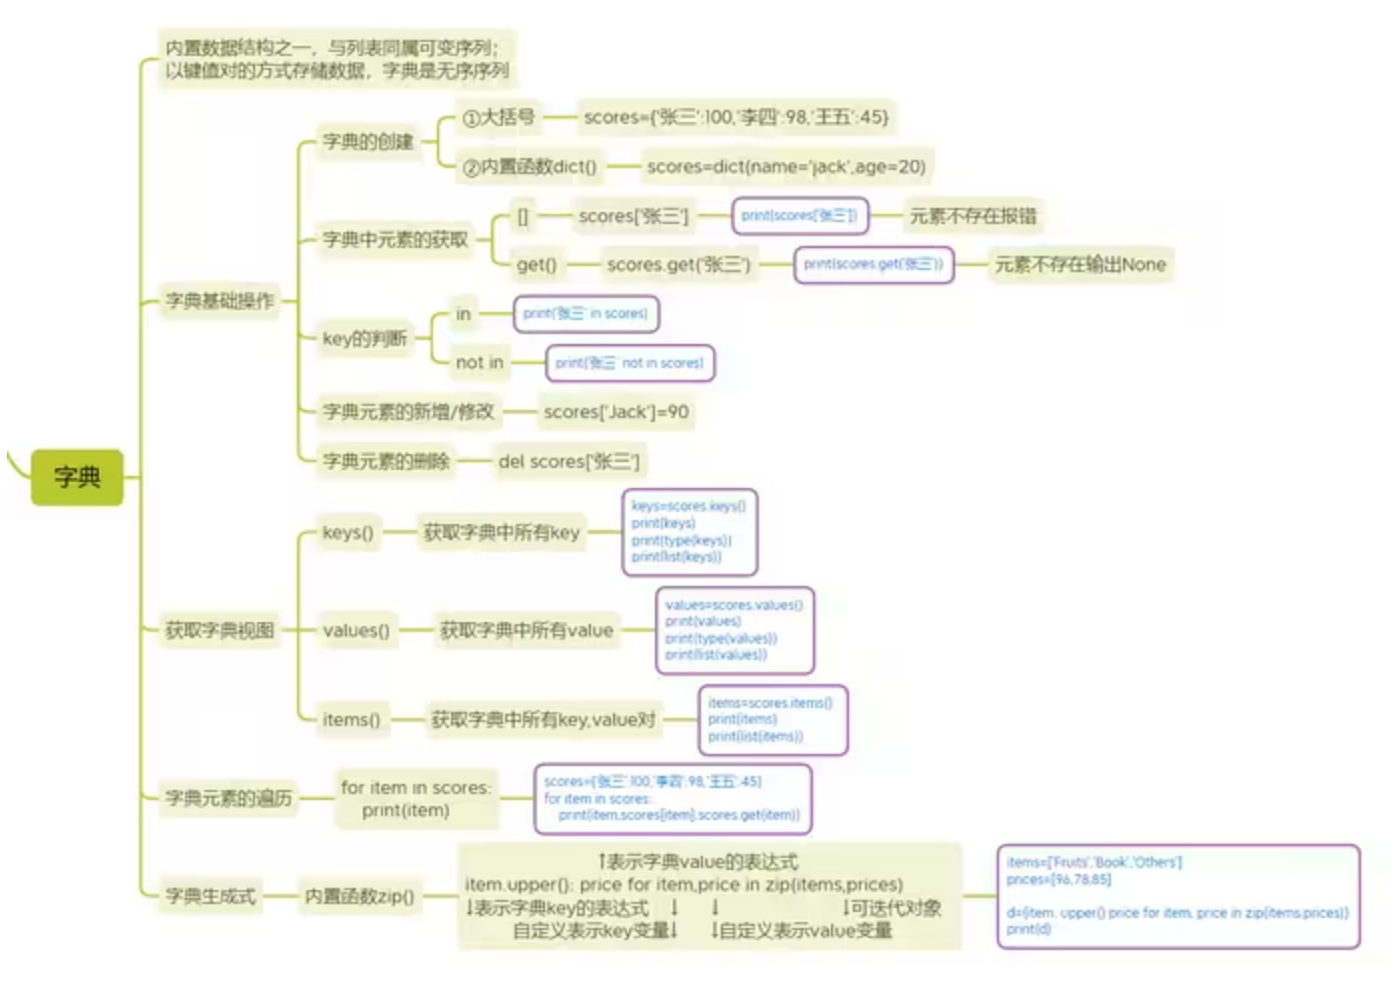 内置数据结构之一，与列表同属可变序列；
以键值对的方式存储数据，字典是无序序列
①大括号
scores={'张三':100,'李四':98,'王五':45}
字典的创建
②内置函数dict()
scores=dict(name='jack',age=20)
[]
scores['张三']
print(scores['张三'])
元素不存在报错
字典中元素的获取
get()
scores.get('张三')
print(scores.get('张三'))
元素不存在输出None
字典基础操作
in
print('张三' in scores)
key的判断
not in
print('张三' not in scores)
字典元素的新增/修改
scores['Jack']=90
字典元素的删除
del scores['张三']
字典
keys()
获取字典中所有key
keys=scores.keys()
print(keys)
print(type(keys))
print(list(keys))
获取字典视图
values()
获取字典中所有value
values=scores.values()
print(values)
print(type(values))
print(list(values))
items()
获取字典中所有key,value对
items=scores.items()
print(items)
print(list(items))
字典元素的遍历
for item in scores:
print(item)
scores={'张三':100,'李四':98,'王五':45}
for item in scores:
print(item,scores[item],scores.get(item))
字典生成式
内置函数zip()
↑表示字典value的表达式
item.upper(): price for item,price in zip(items,prices)
↓表示字典key的表达式 ↓ ↓ ↓可迭代对象
自定义表示key变量↓ ↓自定义表示value变量
items=['Fruits','Book','Others']
prices=[96,78,85]
d={item. upper():price for item, price in zip(items,prices)}
print(d)